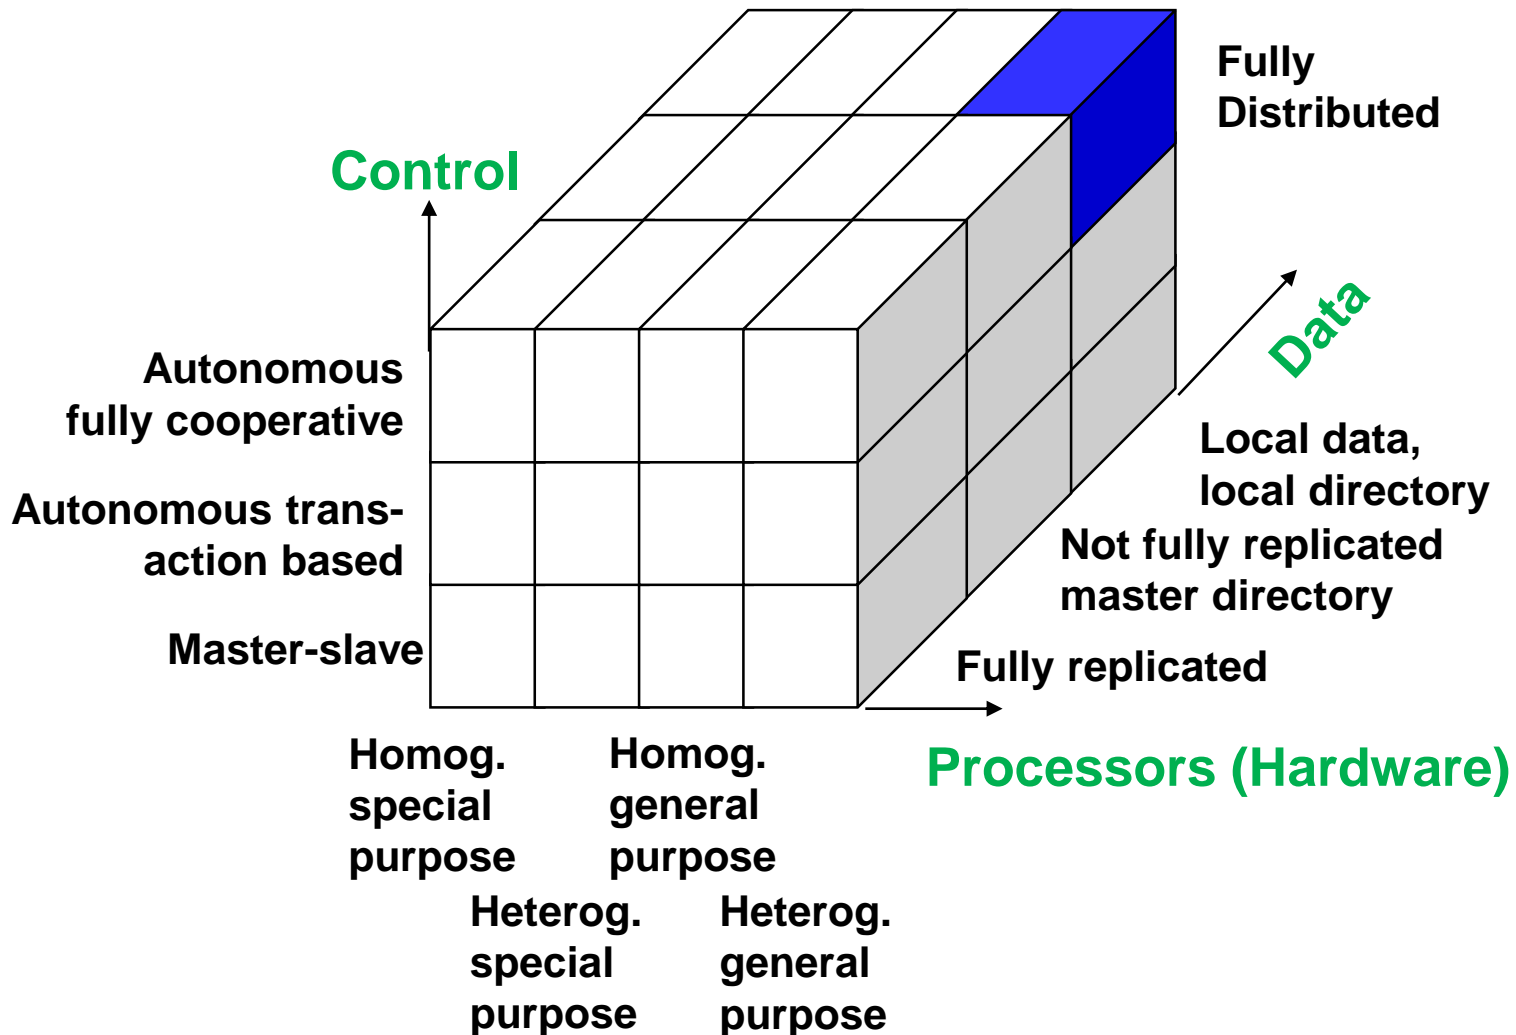 Fully
Distributed
Control
Data
Autonomous
fully cooperative
Local data,
local directory
Autonomous trans-
action based
Not fully replicated
master directory
Master-slave
Fully replicated
Processors (Hardware)
Homog.
special
purpose
Homog.
general
purpose
Heterog.
special
purpose
Heterog.
general
purpose